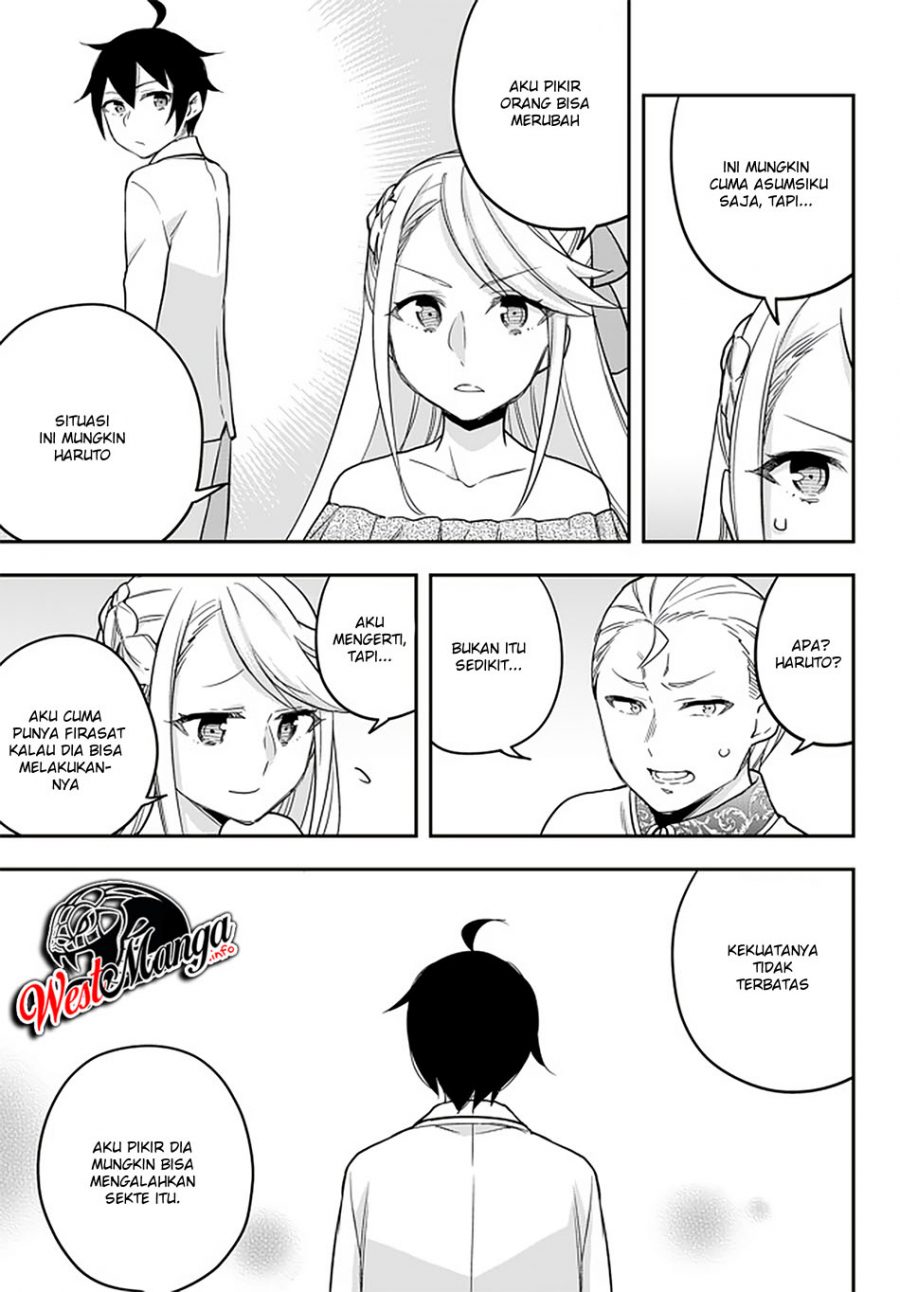 INI MUNGKIN
CUMA ASUMSIKU
SAJA, TAPI...
AKU PIKIR
ORANG BISA
MERUBAH
SITUASI
INI MUNGKIN
HARUTO
APA?
HARUTO?
BUKAN ITU
SEDIKIT...
AKU
MENGERTI,
TAPI...
AKU CUMA
PUNYA FIRASAT
KALAU DIA BISA
MELAKUKAN-
NYA
KEKUATANYA
TIDAK
TERBATAS
AKU PIKIR DIA
MUNGKIN BISA
MENGALAHKAN
SEKTE ITU.
WestManga.info